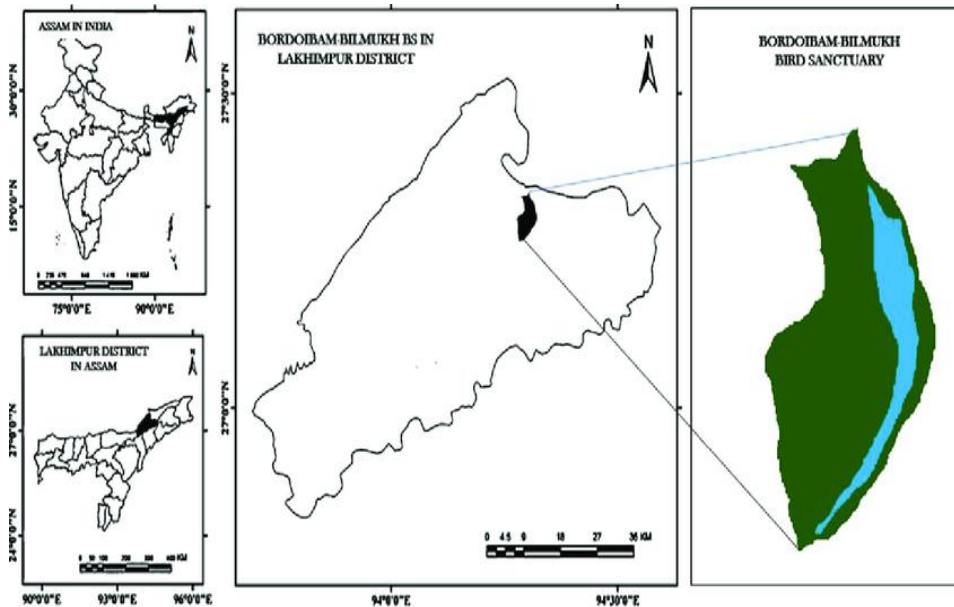 ASSAM IN INDIA
N
30°0'0"N
15°0'0"N
75°0'0"E 90°0'0"E
LAKHIMPUR DISTRICT
IN ASSAM
N
27°0'0"N
24°0'0"N
90°0'0"E 93°0'0"E 96°0'0"E
BORDOIBAM-BILMUKH BS IN
LAKHIMPUR DISTRICT
N
27°30'0"N
27°0'0"N
0 4.5 9 18 27 36 KM
94°0'0"E 94°30'0"E
BORDOIBAM-BILMUKH
BIRD SANCTUARY